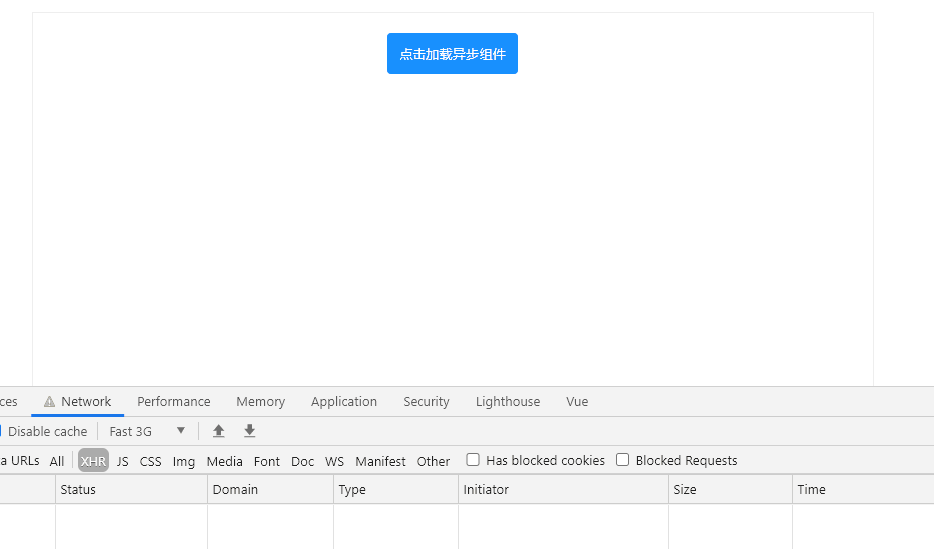 点击加载异步组件
ces Network Performance Memory Application Security Lighthouse Vue
Disable cache Fast 3G
a URLs All XHR JS CSS Img Media Font Doc WS Manifest Other Has blocked cookies Blocked Requests
Status Domain Type Initiator Size Time